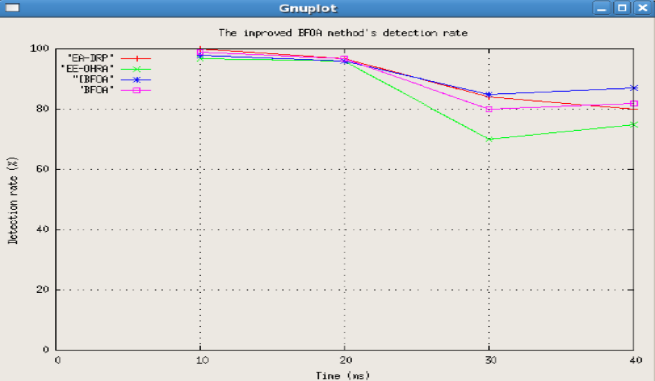 Gnuplot
The improved BFOA method's detection rate
100
80
60
40
20
0
Detection rate (%)
"EA-DRP"
"EE-OHRA"
"IBFOA"
"BFOA"
0 10 20 30 40
Time (ms)